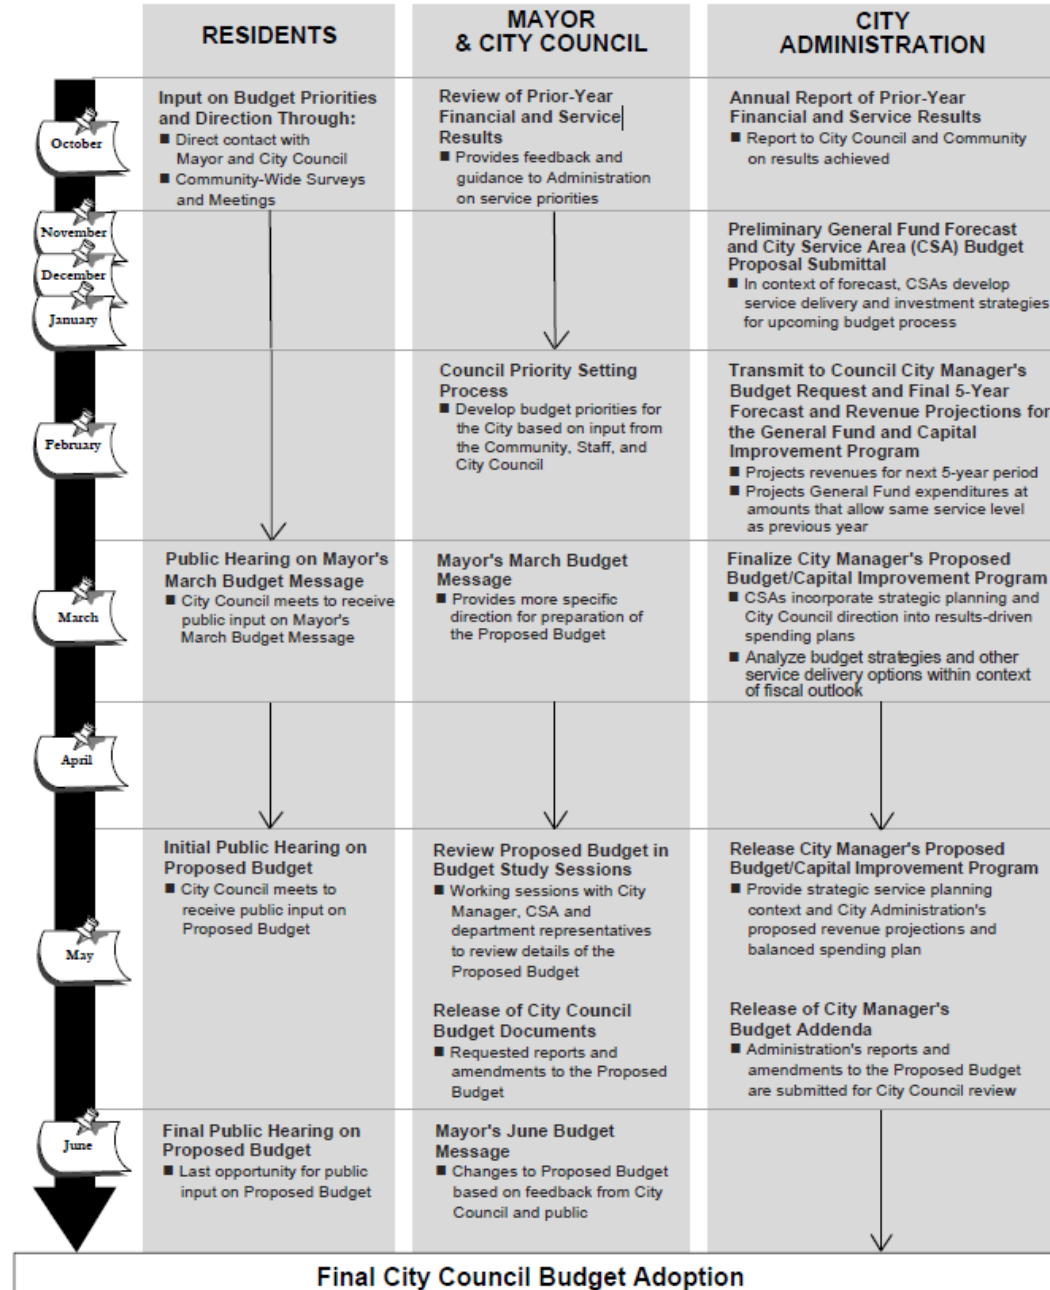 RESIDENTS
MAYOR
& CITY COUNCIL
CITY
ADMINISTRATION
October
Input on Budget Priorities
and Direction Through:
■ Direct contact with
Mayor and City Council
■ Community-Wide Surveys
and Meetings
Review of Prior-Year
Financial and Service
Results
■ Provides feedback and
guidance to Administration
on service priorities
Annual Report of Prior-Year
Financial and Service Results
■ Report to City Council and Community
on results achieved
November
December
January
Preliminary General Fund Forecast
and City Service Area (CSA) Budget
Proposal Submittal
■ In context of forecast, CSAs develop
service delivery and investment strategies
for upcoming budget process
February
Council Priority Setting
Process
■ Develop budget priorities for
the City based on input from
the Community, Staff, and
City Council
Transmit to Council City Manager's
Budget Request and Final 5-Year
Forecast and Revenue Projections for
the General Fund and Capital
Improvement Program
■ Projects revenues for next 5-year period
■ Projects General Fund expenditures at
amounts that allow same service level
as previous year
March
Public Hearing on Mayor's
March Budget Message
■ City Council meets to receive
public input on Mayor's
March Budget Message
Mayor's March Budget
Message
■ Provides more specific
direction for preparation of
the Proposed Budget
Finalize City Manager's Proposed
Budget/Capital Improvement Program
■ CSAs incorporate strategic planning and
City Council direction into results-driven
spending plans
■ Analyze budget strategies and other
service delivery options within context
of fiscal outlook
April
May
Initial Public Hearing on
Proposed Budget
■ City Council meets to
receive public input on
Proposed Budget
Review Proposed Budget in
Budget Study Sessions
■ Working sessions with City
Manager, CSA and
department representatives
to review details of the
Proposed Budget
Release of City Council
Budget Documents
■ Requested reports and
amendments to the Proposed
Budget
Release City Manager's Proposed
Budget/Capital Improvement Program
■ Provide strategic service planning
context and City Administration's
proposed revenue projections and
balanced spending plan
Release of City Manager's
Budget Addenda
■ Administration's reports and
amendments to the Proposed Budget
are submitted for City Council review
June
Final Public Hearing on
Proposed Budget
■ Last opportunity for public
input on Proposed Budget
Mayor's June Budget
Message
■ Changes to Proposed Budget
based on feedback from City
Council and public
Final City Council Budget Adoption